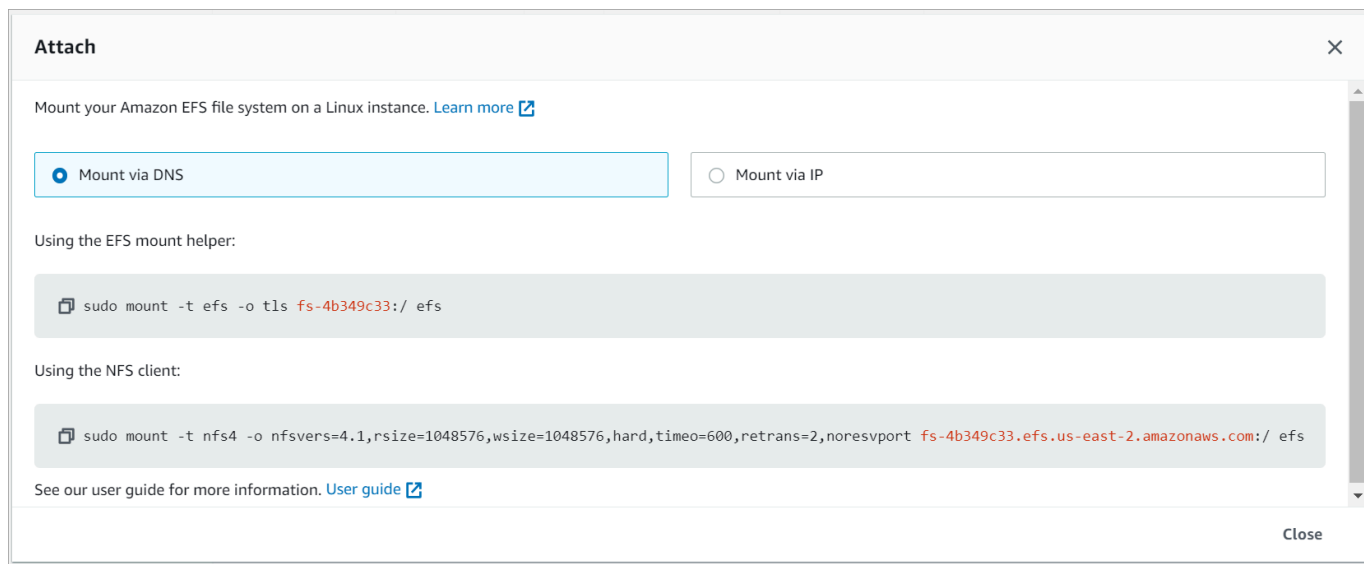 Attach
Mount your Amazon EFS file system on a Linux instance. Learn more
Mount via DNS
Mount via IP
Using the EFS mount helper:
sudo mount -t efs -o tls fs-4b349c33:/ efs
Using the NFS client:
sudo mount -t nfs4 -o nfsvers=4.1,rsize=1048576,wsize=1048576,hard,timeo=600,retrans=2,noresvport fs-4b349c33.efs.us-east-2.amazonaws.com:/ efs
See our user guide for more information. User guide
Close